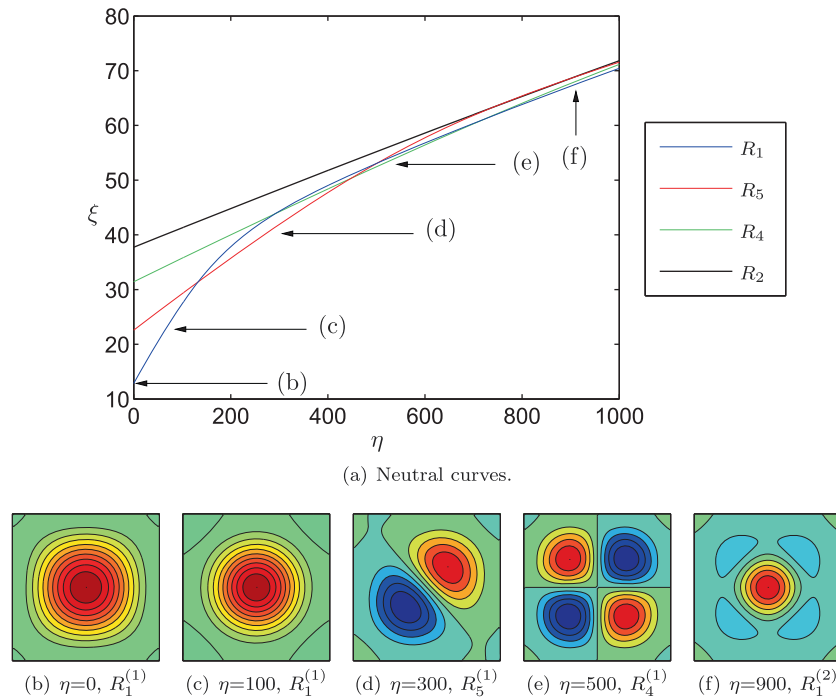 80
70
60
50
40
30
20
10
ξ
0 200 400 600 800 1000
η
(b)
(c)
(d)
(e)
(f)
R₁
R₅
R₄
R₂
(a) Neutral curves.
(b) η=0, R₁⁽¹⁾
(c) η=100, R₁⁽¹⁾
(d) η=300, R₅⁽¹⁾
(e) η=500, R₄⁽¹⁾
(f) η=900, R₁⁽²⁾